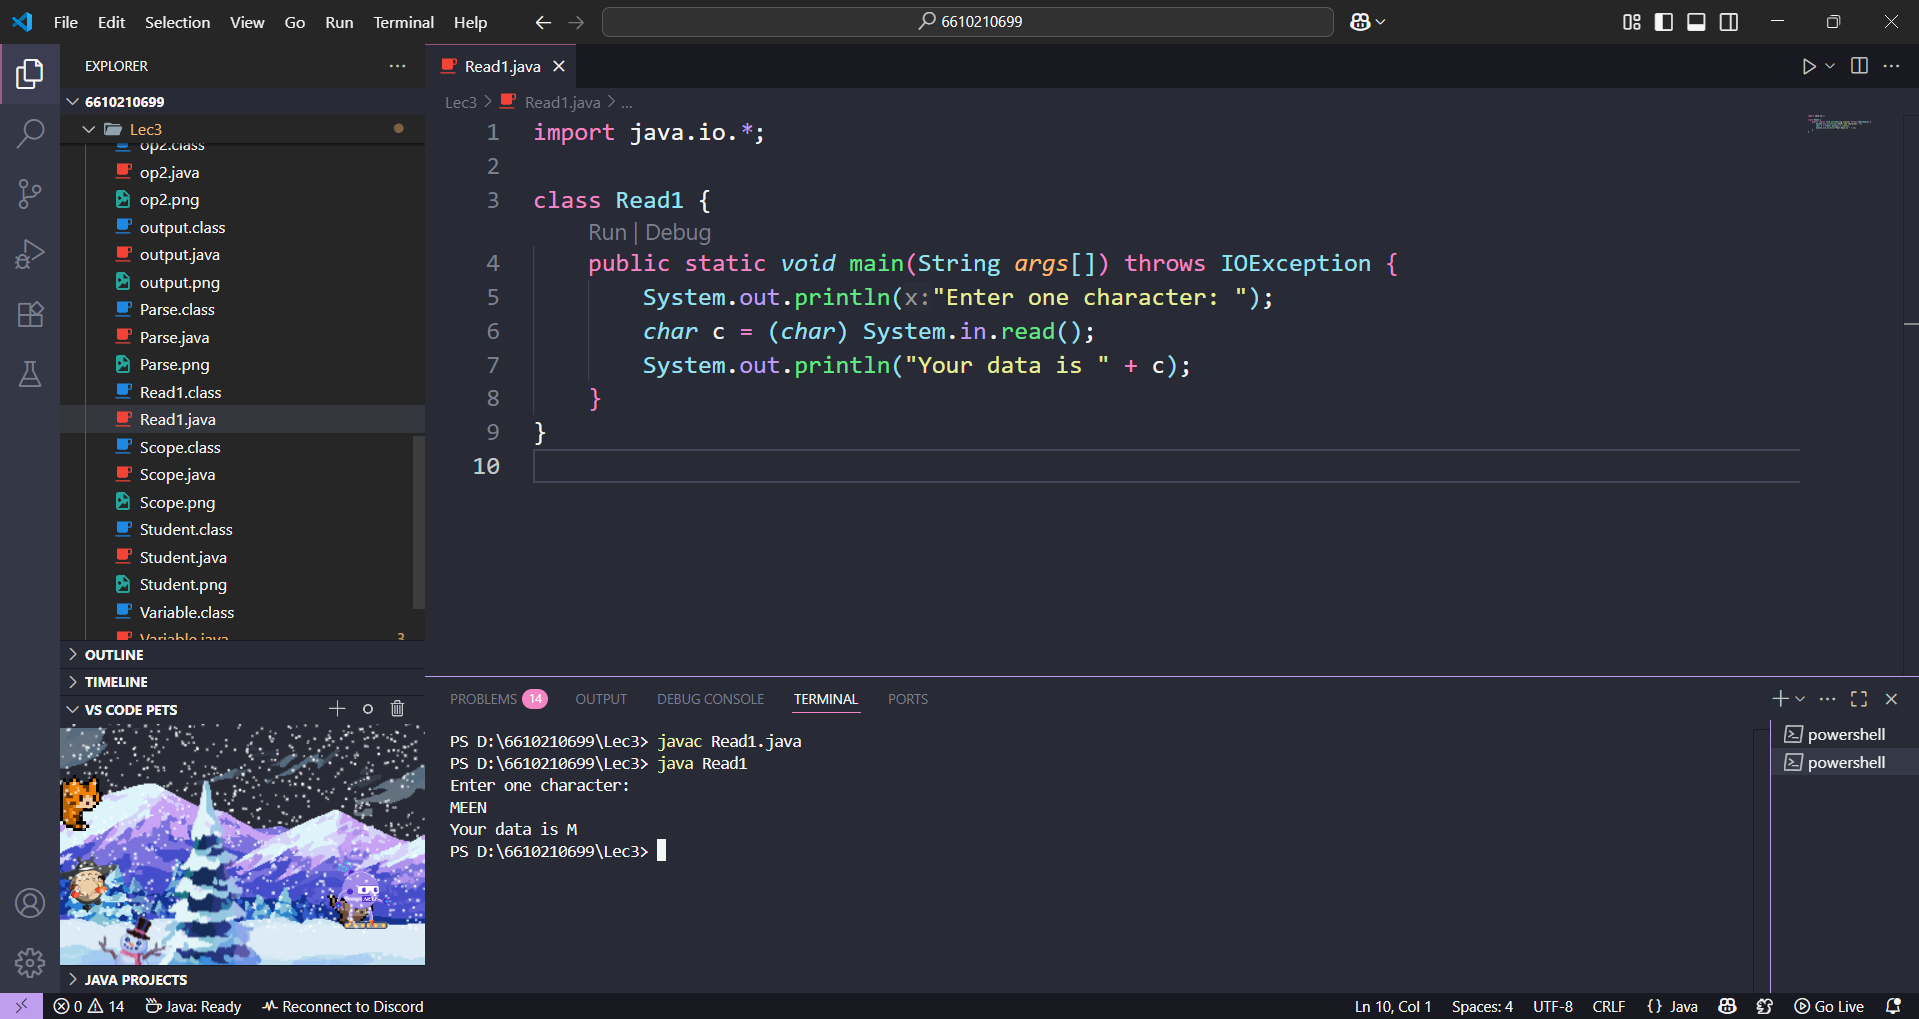 File Edit Selection View Go Run Terminal Help
6610210699
EXPLORER
6610210699
Lec3
op2.class
op2.java
op2.png
output.class
output.java
output.png
Parse.class
Parse.java
Parse.png
Read1.class
Read1.java
Scope.class
Scope.java
Scope.png
Student.class
Student.java
Student.png
Variable.class
Variable.java 3
OUTLINE
TIMELINE
VS CODE PETS
JAVA PROJECTS
Read1.java
Lec3 > Read1.java > ...
1 import java.io.*;
2
3 class Read1 {
Run | Debug
4 public static void main(String args[]) throws IOException {
5 System.out.println(x:"Enter one character: ");
6 char c = (char) System.in.read();
7 System.out.println("Your data is " + c);
8 }
9 }
10
PROBLEMS 14 OUTPUT DEBUG CONSOLE TERMINAL PORTS
PS D:\6610210699\Lec3> javac Read1.java
PS D:\6610210699\Lec3> java Read1
Enter one character:
MEEN
Your data is M
PS D:\6610210699\Lec3>
powershell
powershell
0 14 Java: Ready Reconnect to Discord Ln 10, Col 1 Spaces: 4 UTF-8 CRLF {} Java Go Live